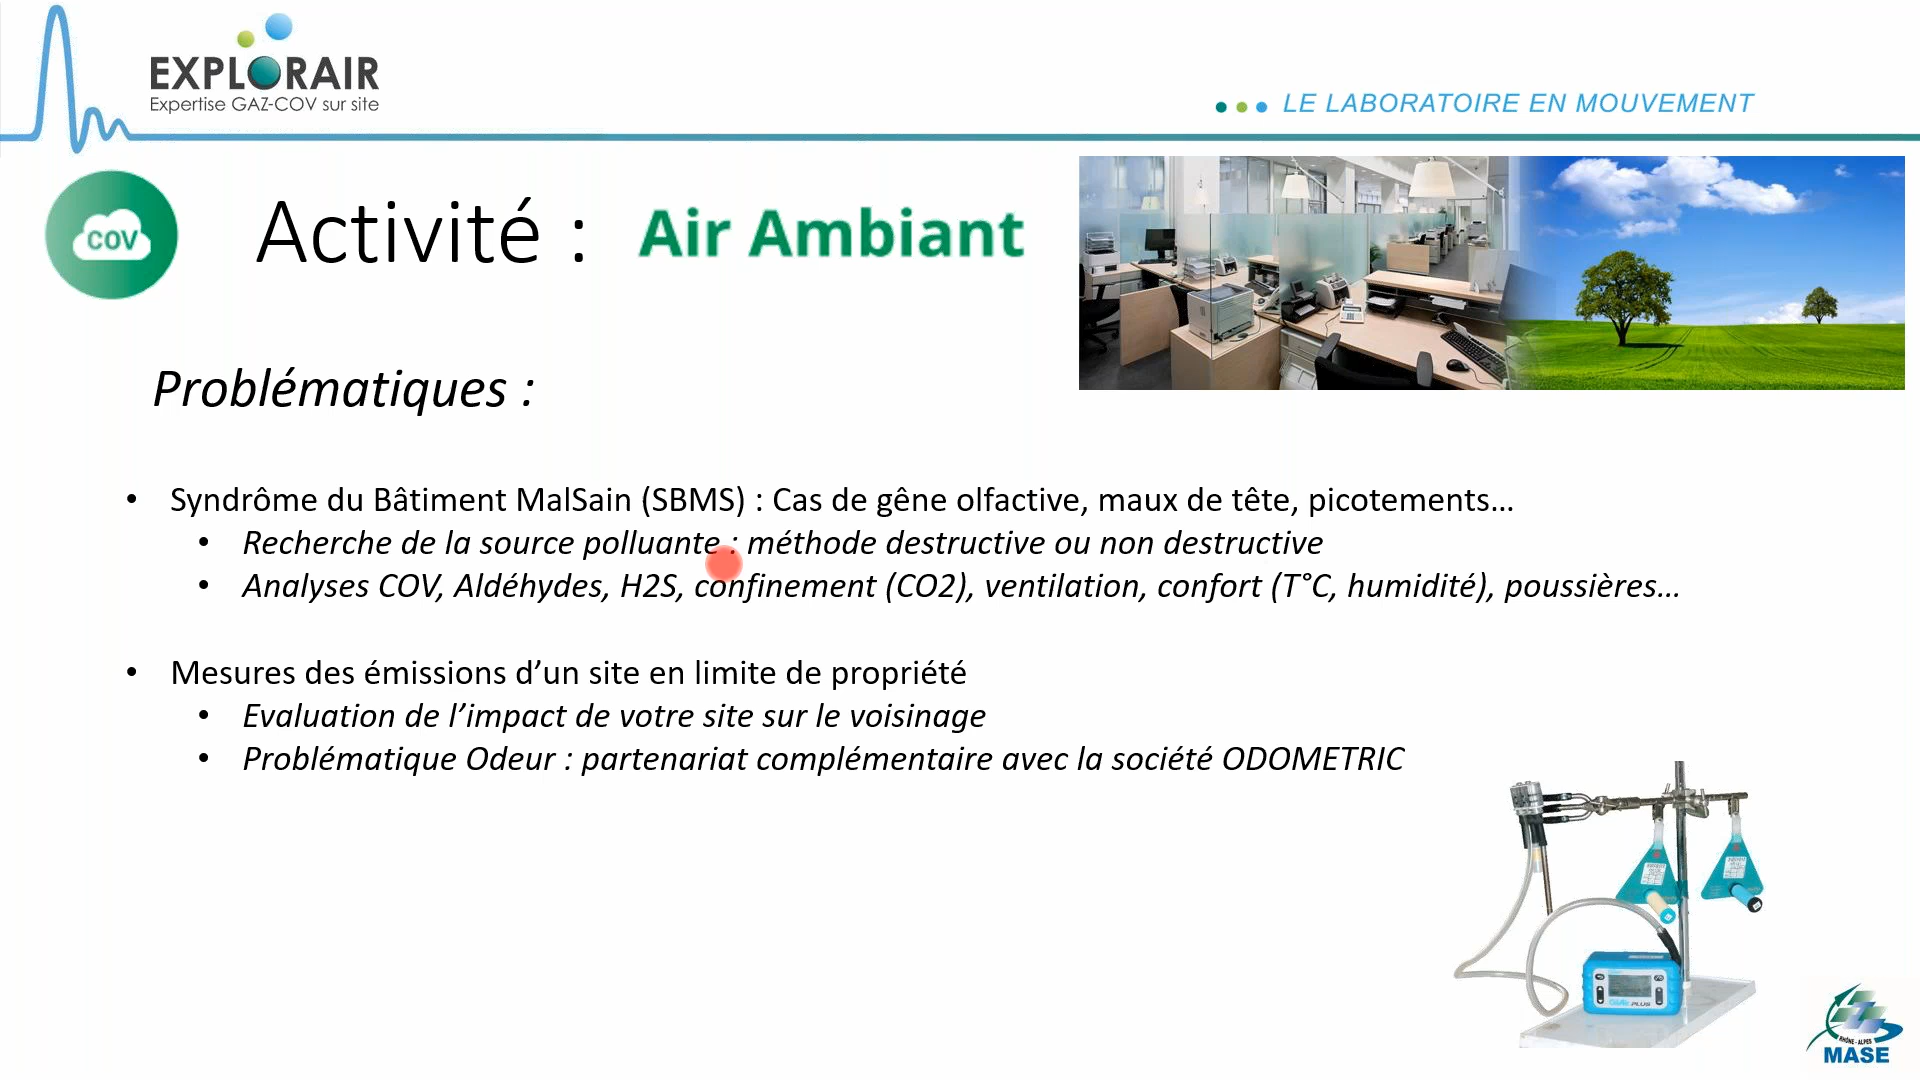 EXPLORAIR
Expertise GAZ-COV sur site
LE LABORATOIRE EN MOUVEMENT
cov
Activité :
Air Ambiant
Problématiques :
• Syndrôme du Bâtiment MalSain (SBMS) : Cas de gêne olfactive, maux de tête, picotements…
• Recherche de la source polluante : méthode destructive ou non destructive
• Analyses COV, Aldéhydes, H2S, confinement (CO2), ventilation, confort (T°C, humidité), poussières…
• Mesures des émissions d’un site en limite de propriété
• Evaluation de l’impact de votre site sur le voisinage
• Problématique Odeur : partenariat complémentaire avec la société ODOMETRIC
PLUS
RHÔNE - ALPES
MASE